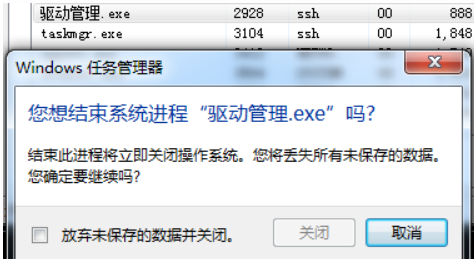 驱动管理.exe 2928 ssh 00 888
taskmgr.exe 3104 ssh 00 1,848
Windows 任务管理器
您想结束系统进程“驱动管理.exe”吗?
结束此进程将立即关闭操作系统。您将丢失所有未保存的数据。
您确定要继续吗?
放弃未保存的数据并关闭。
关闭
取消